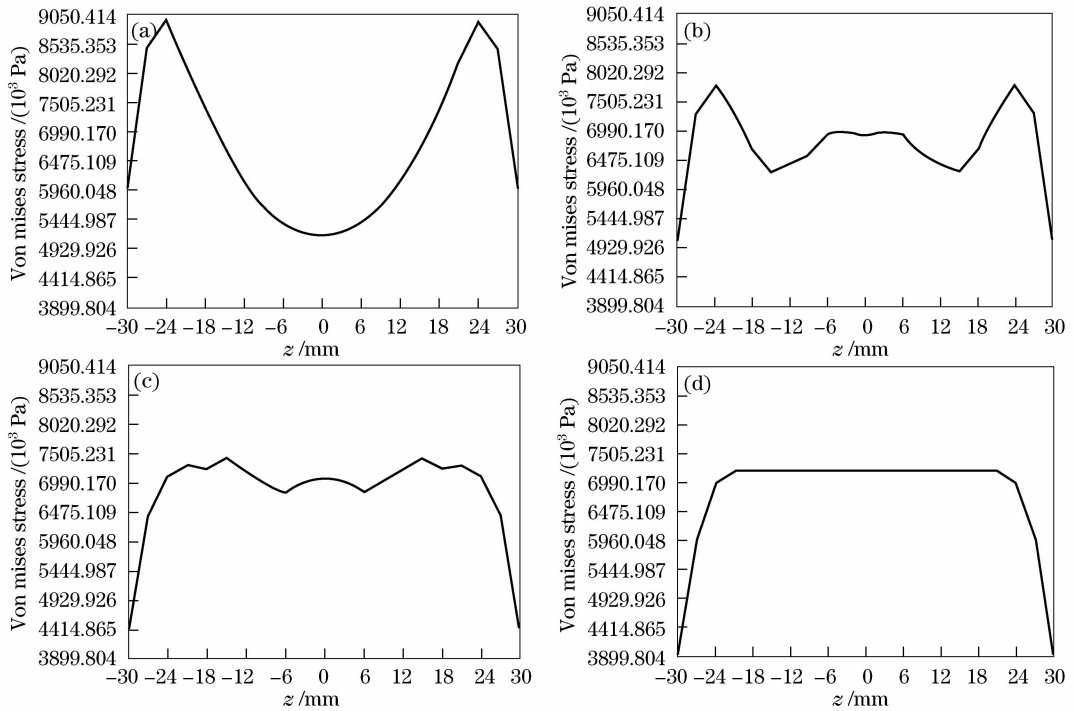 (a)
Von mises stress /(10³ Pa)
9050.414
8535.353
8020.292
7505.231
6990.170
6475.109
5960.048
5444.987
4929.926
4414.865
3899.804
−30 −24 −18 −12 −6 0 6 12 18 24 30
z /mm
(b)
Von mises stress /(10³ Pa)
9050.414
8535.353
8020.292
7505.231
6990.170
6475.109
5960.048
5444.987
4929.926
4414.865
3899.804
−30 −24 −18 −12 −6 0 6 12 18 24 30
z /mm
(c)
Von mises stress /(10³ Pa)
9050.414
8535.353
8020.292
7505.231
6990.170
6475.109
5960.048
5444.987
4929.926
4414.865
3899.804
−30 −24 −18 −12 −6 0 6 12 18 24 30
z /mm
(d)
Von mises stress /(10³ Pa)
9050.414
8535.353
8020.292
7505.231
6990.170
6475.109
5960.048
5444.987
4929.926
4414.865
3899.804
−30 −24 −18 −12 −6 0 6 12 18 24 30
z /mm